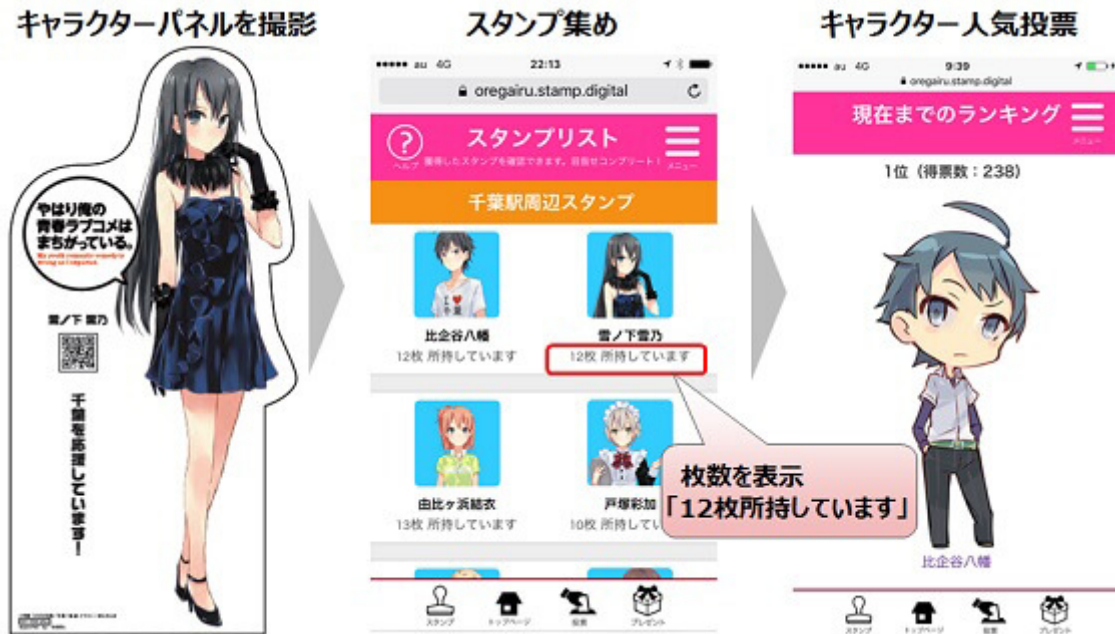 キャラクターパネルを撮影
やはり俺の
青春ラブコメは
まちがっている。
My youth romantic comedy is
wrong as I expected.
雪ノ下 雪乃
千葉を応援しています!
スタンプ集め
au 4G 22:13
oregairu.stamp.digital
?
ヘルプ
スタンプリスト
獲得したスタンプを確認できます。目指せコンプリート!
メニュー
千葉駅周辺スタンプ
比企谷八幡
12枚 所持しています
雪ノ下雪乃
12枚 所持しています
由比ヶ浜結衣
13枚 所持しています
戸塚彩加
10枚 所持してい
枚数を表示
「12枚所持しています」
スタンプ
トップページ
投票
プレゼント
キャラクター人気投票
au 4G 9:39
oregairu.stamp.digital
現在までのランキング
メニュー
1位(得票数:238)
比企谷八幡
スタンプ
トップページ
投票
プレゼント